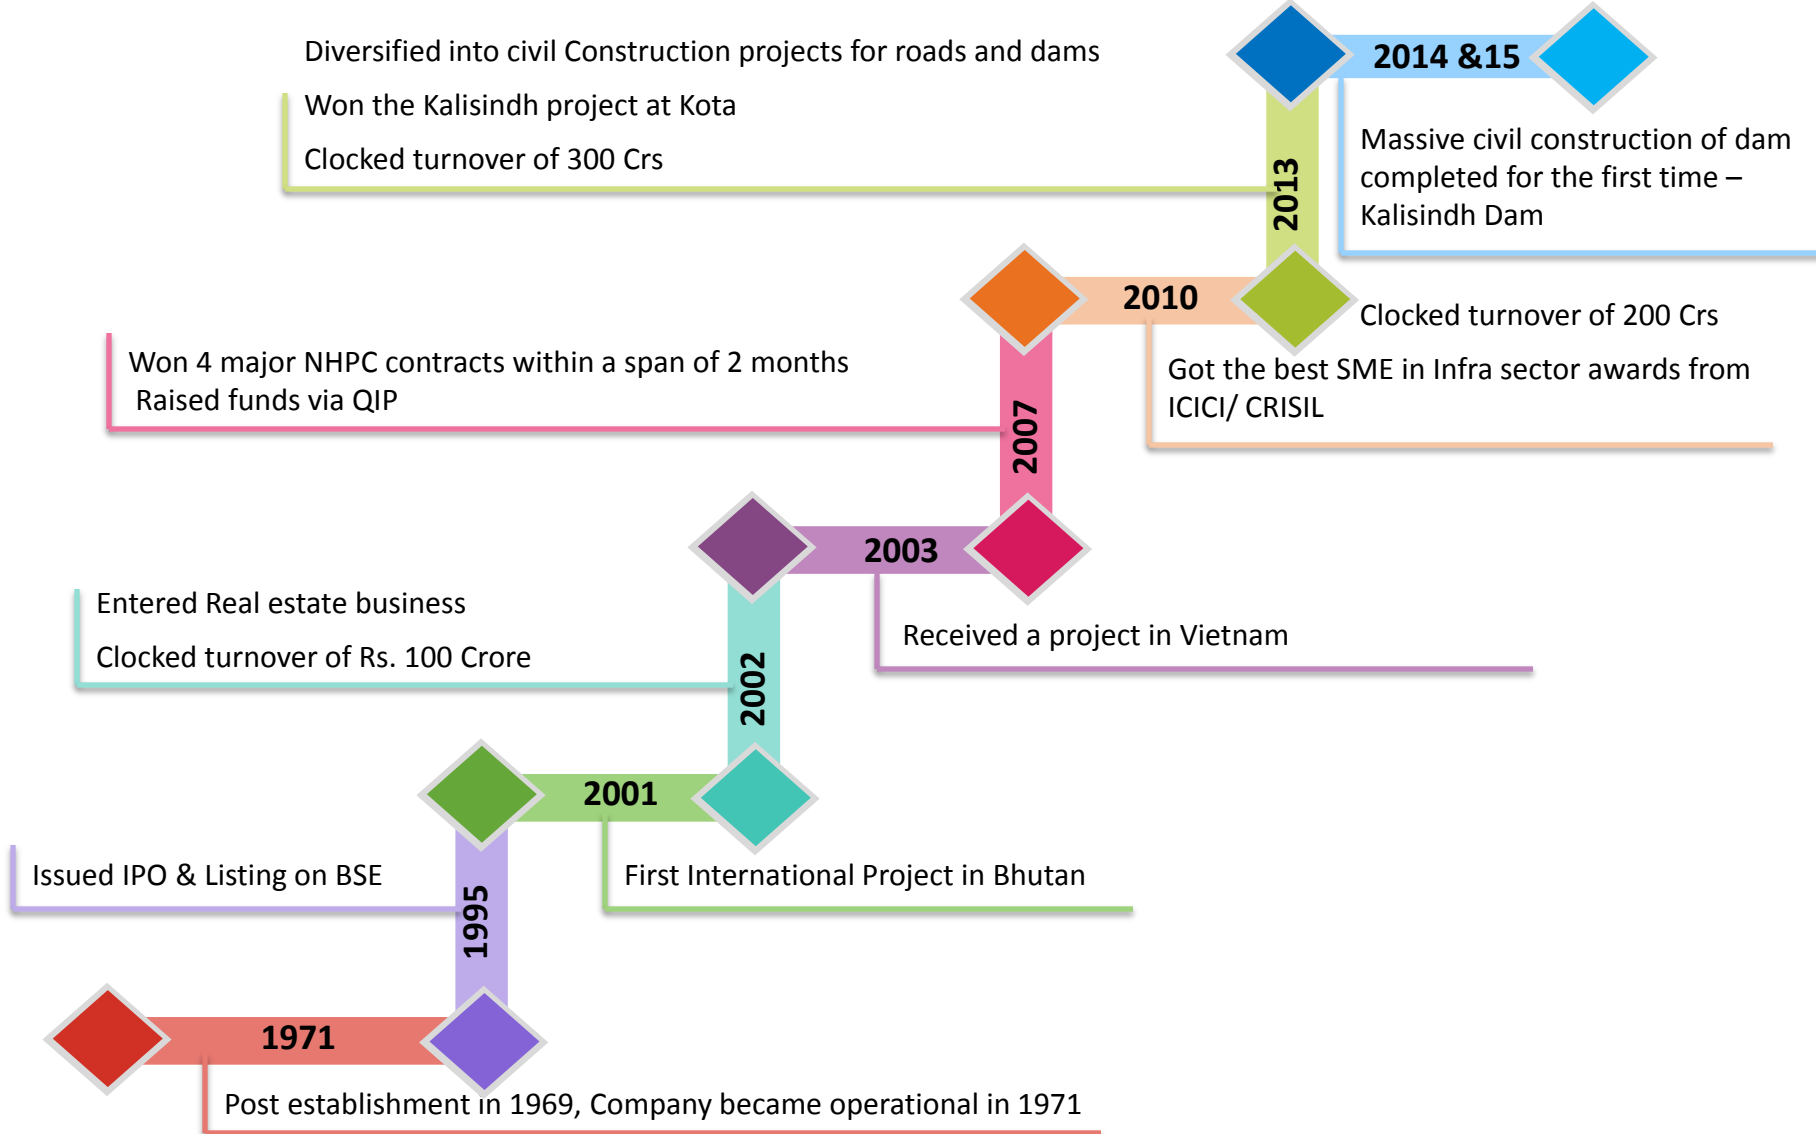 Diversified into civil Construction projects for roads and dams
Won the Kalisindh project at Kota
Clocked turnover of 300 Crs
2013
2014 &15
Massive civil construction of dam
completed for the first time –
Kalisindh Dam
2010
Clocked turnover of 200 Crs
Got the best SME in Infra sector awards from
ICICI/ CRISIL
Won 4 major NHPC contracts within a span of 2 months
Raised funds via QIP
2007
2003
Received a project in Vietnam
Entered Real estate business
Clocked turnover of Rs. 100 Crore
2002
2001
First International Project in Bhutan
Issued IPO & Listing on BSE
1995
1971
Post establishment in 1969, Company became operational in 1971